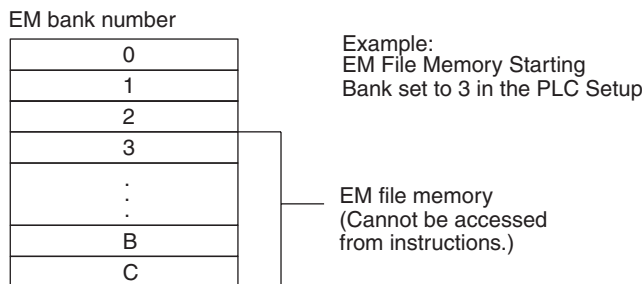 EM bank number
0
1
2
3
.
.
.
B
C
Example:
EM File Memory Starting
Bank set to 3 in the PLC Setup
EM file memory
(Cannot be accessed
from instructions.)